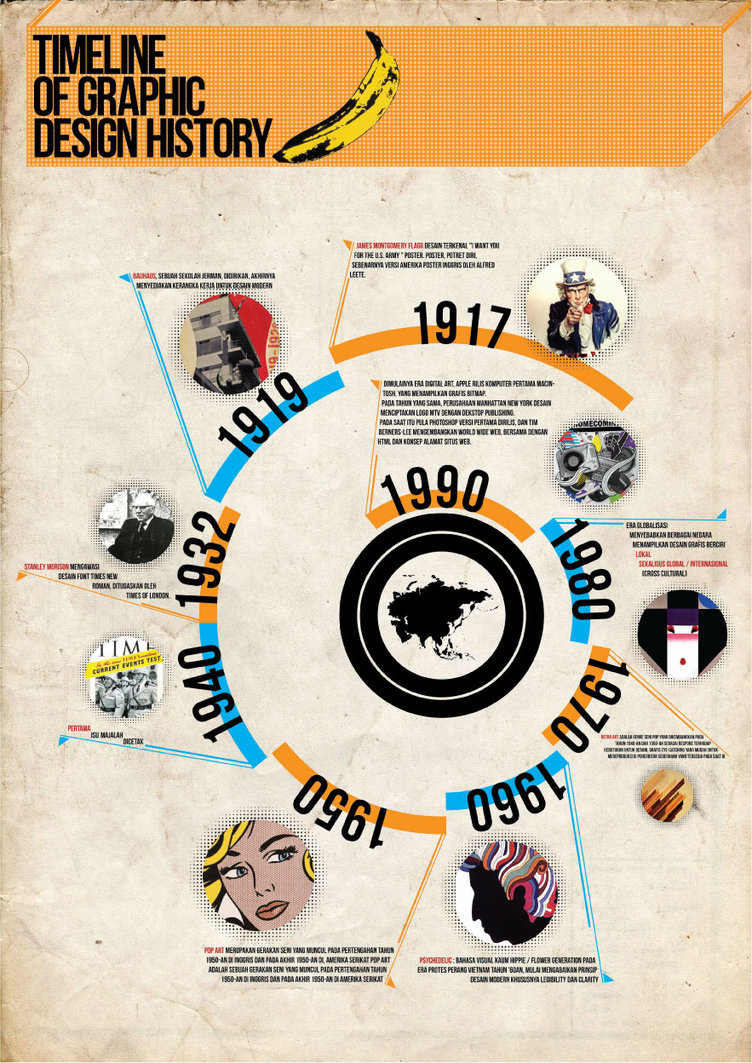 TIMELINE
OF GRAPHIC
DESIGN HISTORY
JAMES MONTGOMERY FLAGG DESAIN TERKENAL "I WANT YOU
FOR THE U.S. ARMY " POSTER. POSTER, POTRET DIRI,
SEBENARNYA VERSI AMERIKA POSTER INGGRIS OLEH ALFRED
LEETE.
1917
BAUHAUS, SEBUAH SEKOLAH JERMAN, DIDIRIKAN, AKHIRNYA
MENYEDIAKAN KERANGKA KERJA UNTUK DESAIN MODERN
1919
DIMULAINYA ERA DIGITAL ART, APPLE RILIS KOMPUTER PERTAMA MACIN-
TOSH, YANG MENAMPILKAN GRAFIS BITMAP.
PADA TAHUN YANG SAMA, PERUSAHAAN MANHATTAN NEW YORK DESAIN
MENCIPTAKAN LOGO MTV DENGAN DEKSTOP PUBLISHING.
PADA SAAT ITU PULA PHOTOSHOP VERSI PERTAMA DIRILIS, DAN TIM
BERNERS-LEE MENGEMBANGKAN WORLD WIDE WEB, BERSAMA DENGAN
HTML DAN KONSEP ALAMAT SITUS WEB.
1990
1932
STANLEY MORISON MENGAWASI
DESAIN FONT TIMES NEW
ROMAN, DITUGASKAN OLEH
TIMES OF LONDON.
1980
ERA GLOBALISASI
MENYEBABKAN BERBAGAI NEGARA
MENAMPILKAN DESAIN GRAFIS BERCIRI
LOKAL
SEKALIGUS GLOBAL / INTERNASIONAL
(CROSS CULTURAL)
TIME
CURRENT EVENTS TEST
1940
PERTAMA
ISU MAJALAH
DICETAK
1970
1950
1960
POP ART MERUPAKAN GERAKAN SENI YANG MUNCUL PADA PERTENGAHAN TAHUN
1950-AN DI INGGRIS DAN PADA AKHIR 1950-AN DI AMERIKA SERIKAT POP ART
ADALAH SEBUAH GERAKAN SENI YANG MUNCUL PADA PERTENGAHAN TAHUN
1950-AN DI INGGRIS DAN PADA AKHIR 1950-AN DI AMERIKA SERIKAT
PSYCHEDELIC : BAHASA VISUAL KAUM HIPPIE / FLOWER GENERATION PADA
ERA PROTES PERANG VIETNAM TAHUN '60AN, MULAI MENGABAIKAN PRINSIP
DESAIN MODERN KHUSUSNYA LEGIBILITY DAN CLARITY